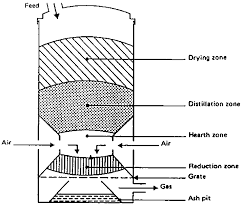 Feed
Drying zone
Distillation zone
Hearth zone
Air
Air
Reduction zone
Grate
Gas
Ash pit